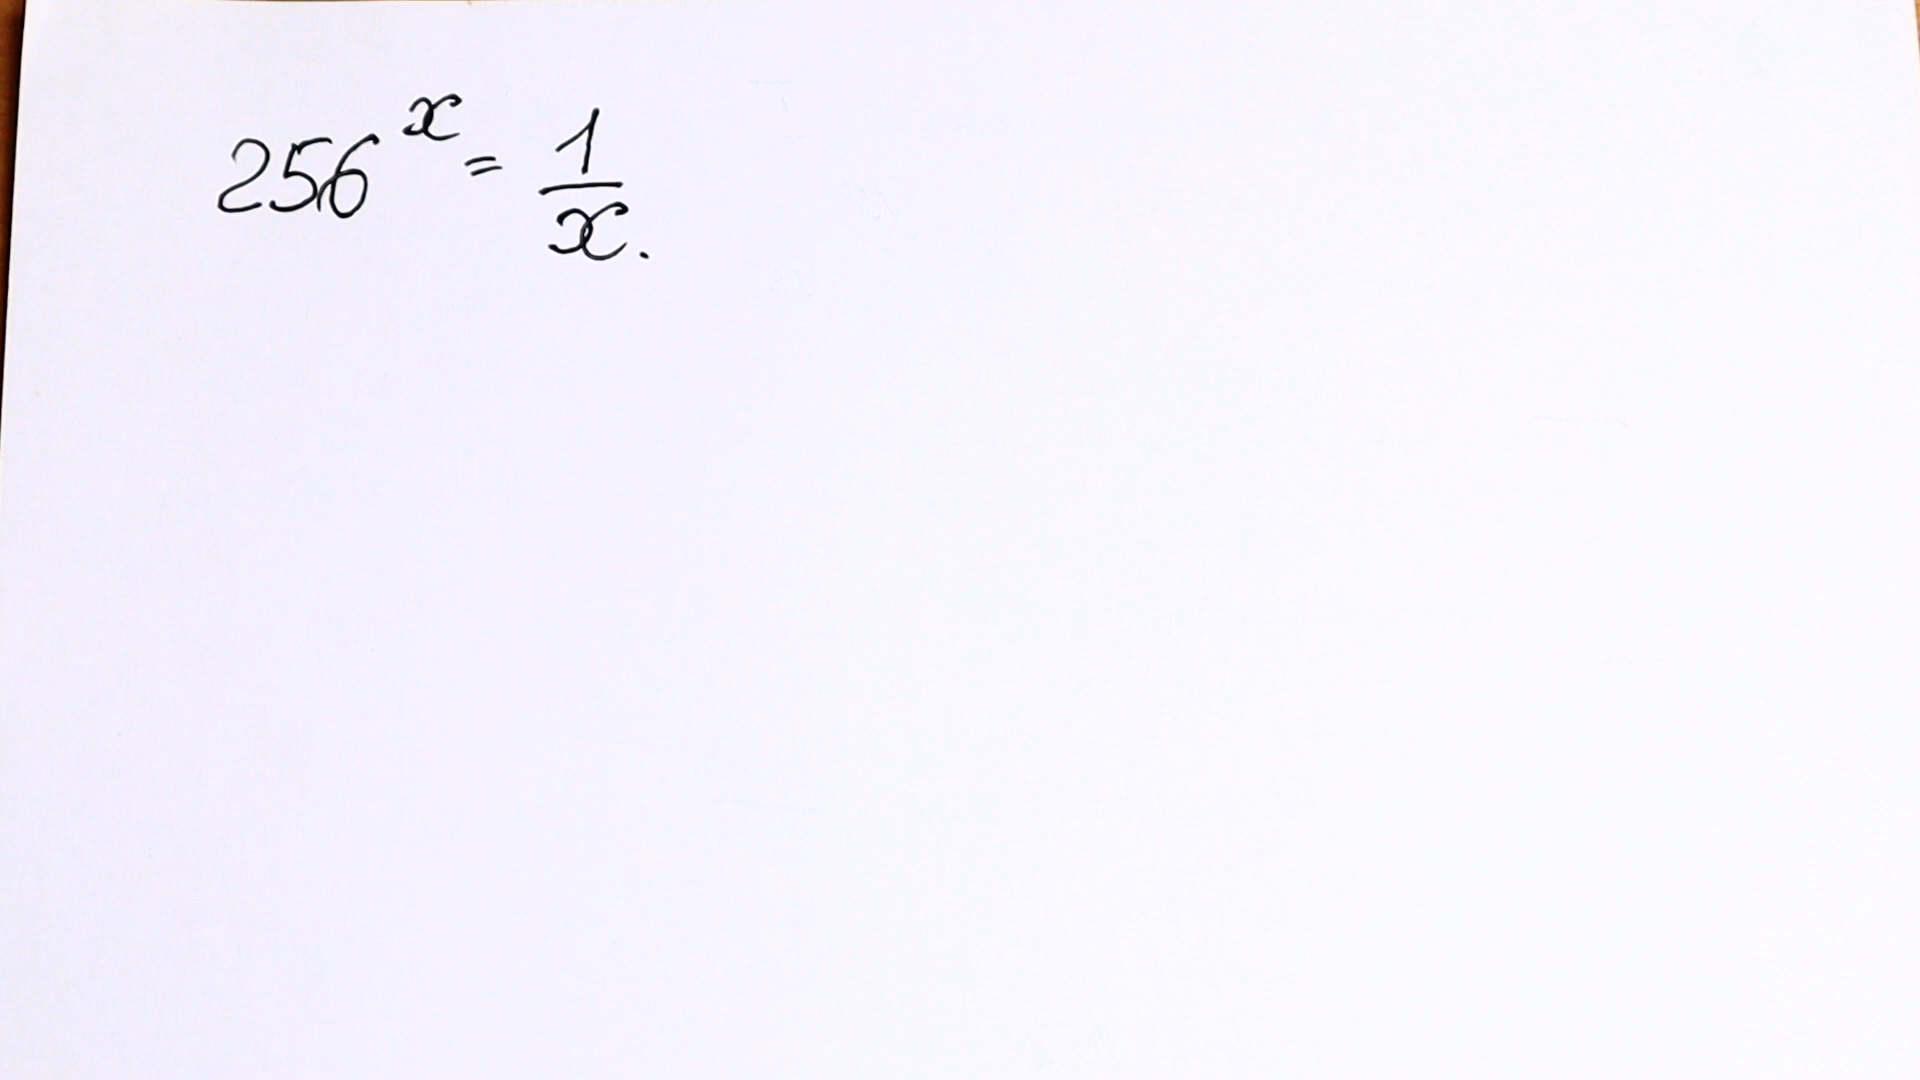 256^x = 1/x.